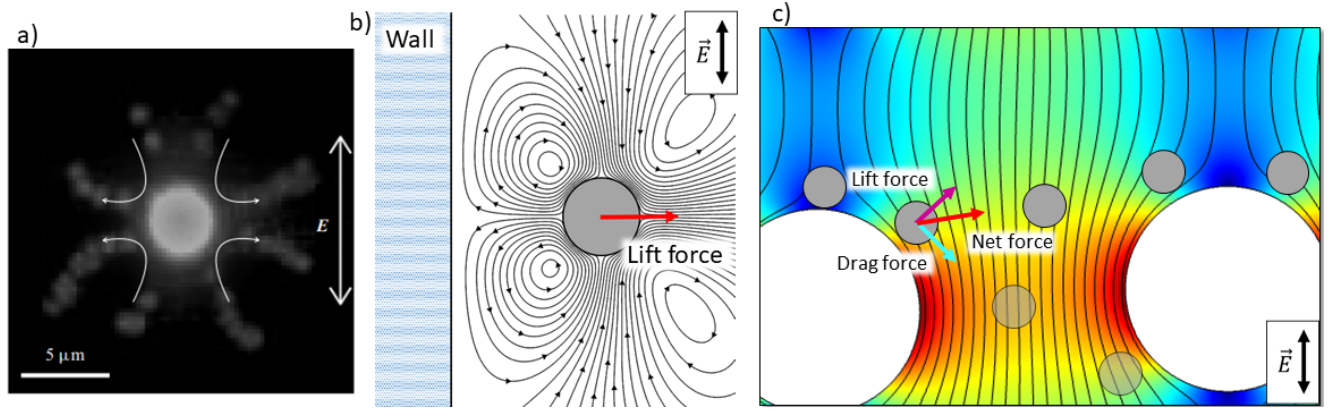 a)
E
5 μm
b)
Wall
E⃗
Lift force
c)
Lift force
Net force
Drag force
E⃗